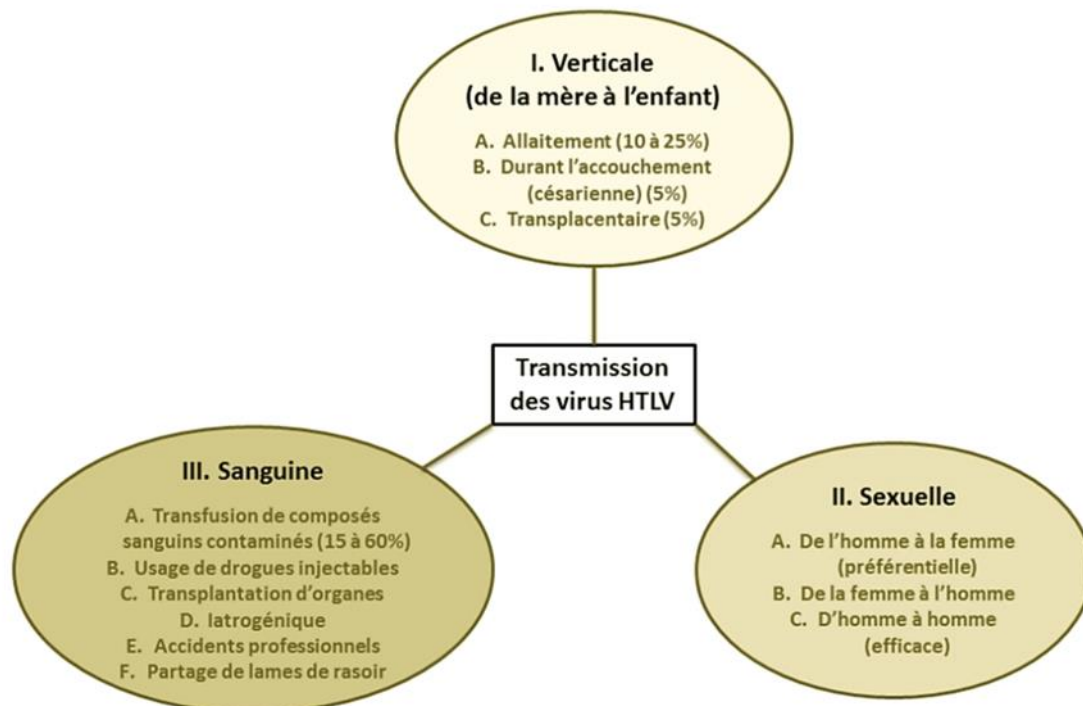 I. Verticale
(de la mère à l’enfant)
A. Allaitement (10 à 25%)
B. Durant l’accouchement
(césarienne) (5%)
C. Transplacentaire (5%)
Transmission
des virus HTLV
III. Sanguine
A. Transfusion de composés
sanguins contaminés (15 à 60%)
B. Usage de drogues injectables
C. Transplantation d’organes
D. Iatrogénique
E. Accidents professionnels
F. Partage de lames de rasoir
II. Sexuelle
A. De l’homme à la femme
(préférentielle)
B. De la femme à l’homme
C. D’homme à homme
(efficace)